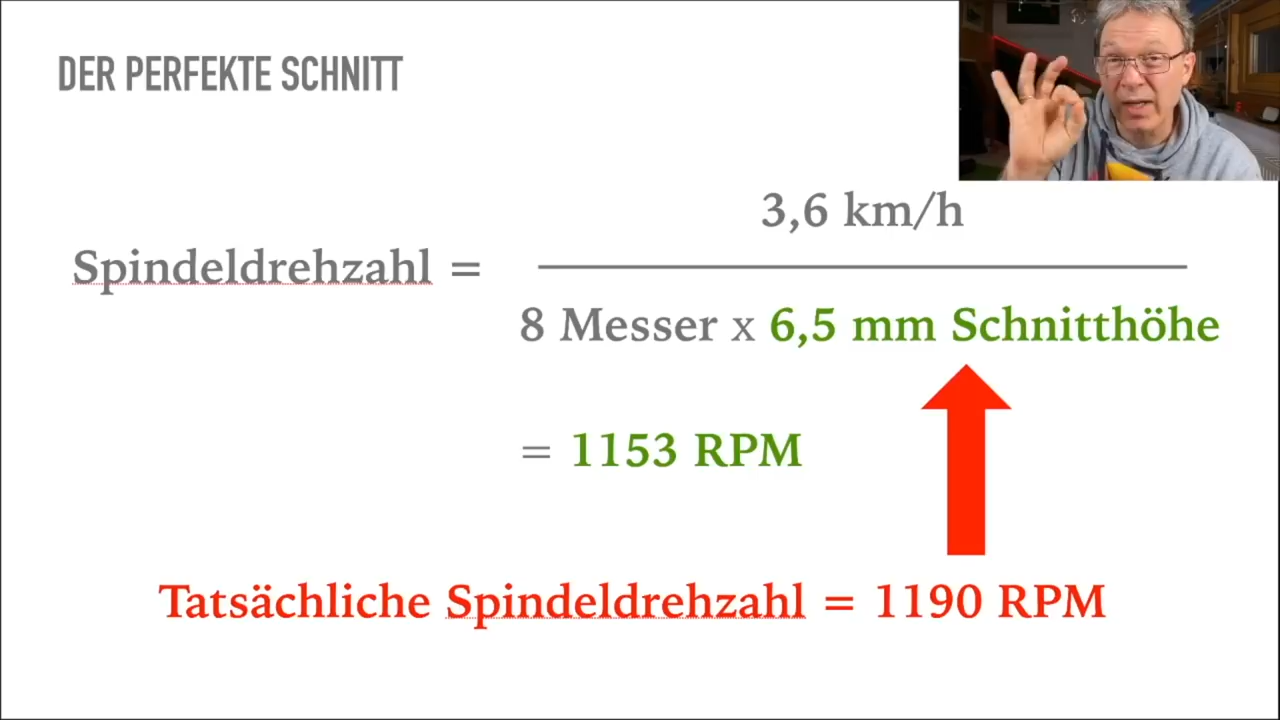 DER PERFEKTE SCHNITT
3,6 km/h
Spindeldrehzahl =
8 Messer x 6,5 mm Schnitthöhe
= 1153 RPM
Tatsächliche Spindeldrehzahl = 1190 RPM